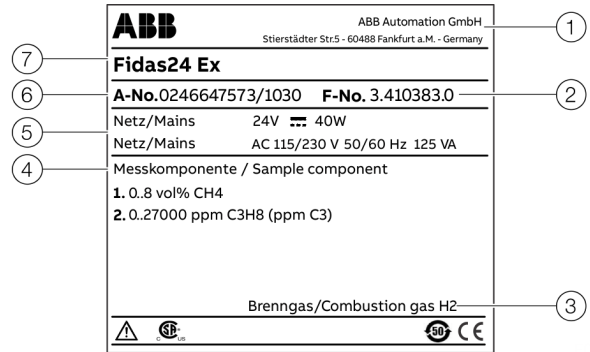 ABB
ABB Automation GmbH
Stierstädter Str.5 - 60488 Fankfurt a.M. - Germany
1
7
Fidas24 Ex
6
A-No.0246647573/1030 F-No. 3.410383.0
2
5
Netz/Mains 24V 40W
Netz/Mains AC 115/230 V 50/60 Hz 125 VA
4
Messkomponente / Sample component
1. 0..8 vol% CH4
2. 0..27000 ppm C3H8 (ppm C3)
Brenngas/Combustion gas H2
3
C SA US 50 CE